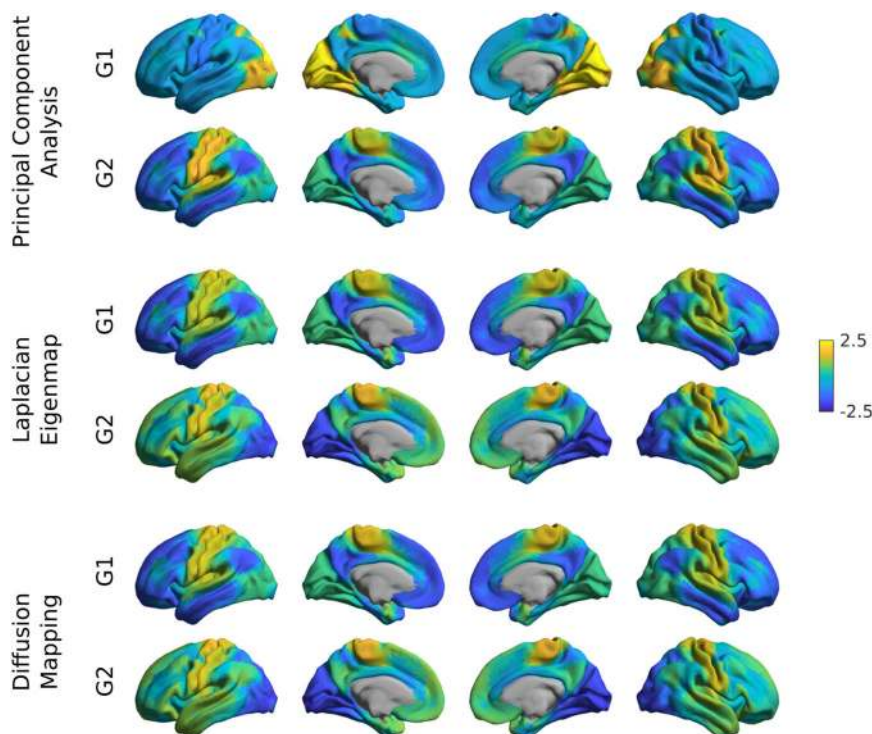 Principal Component
Analysis
G1
G2
Laplacian
Eigenmap
G1
G2
2.5
-2.5
Diffusion
Mapping
G1
G2